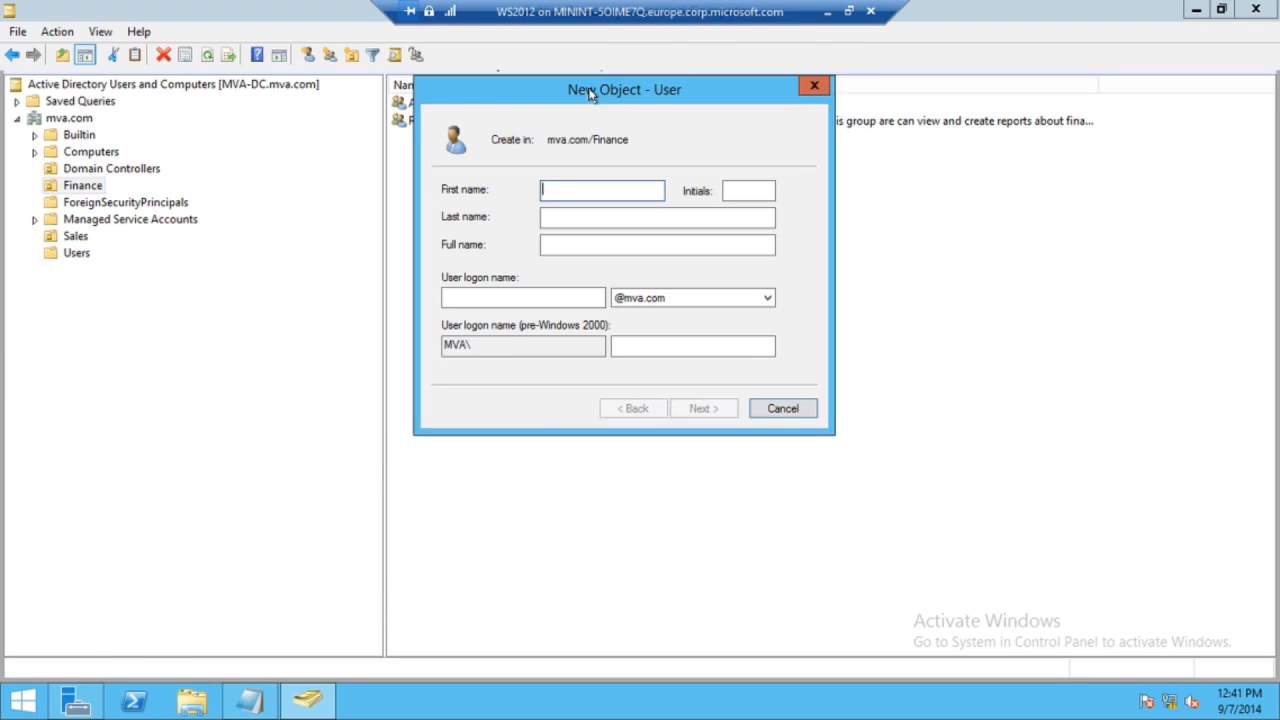 WS2012 on MININT-5OIME7Q.europe.corp.microsoft.com
File Action View Help
Active Directory Users and Computers [MVA-DC.mva.com]
Saved Queries
mva.com
Builtin
Computers
Domain Controllers
Finance
ForeignSecurityPrincipals
Managed Service Accounts
Sales
Users
Nam
A
R
is group are can view and create reports about fina...
New Object - User
Create in: mva.com/Finance
First name: Initials:
Last name:
Full name:
User logon name:
@mva.com
User logon name (pre-Windows 2000):
MVA\
< Back Next > Cancel
Activate Windows
Go to System in Control Panel to activate Windows.
12:41 PM
9/7/2014